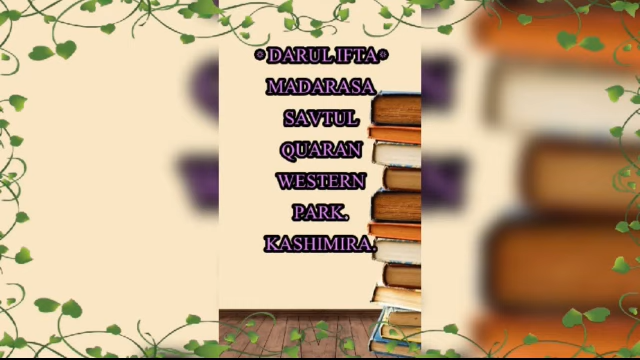 * DARUL IFTA*
MADARASA
SAVTUL
QUARAN
WESTERN
PARK.
KASHIMIRA.